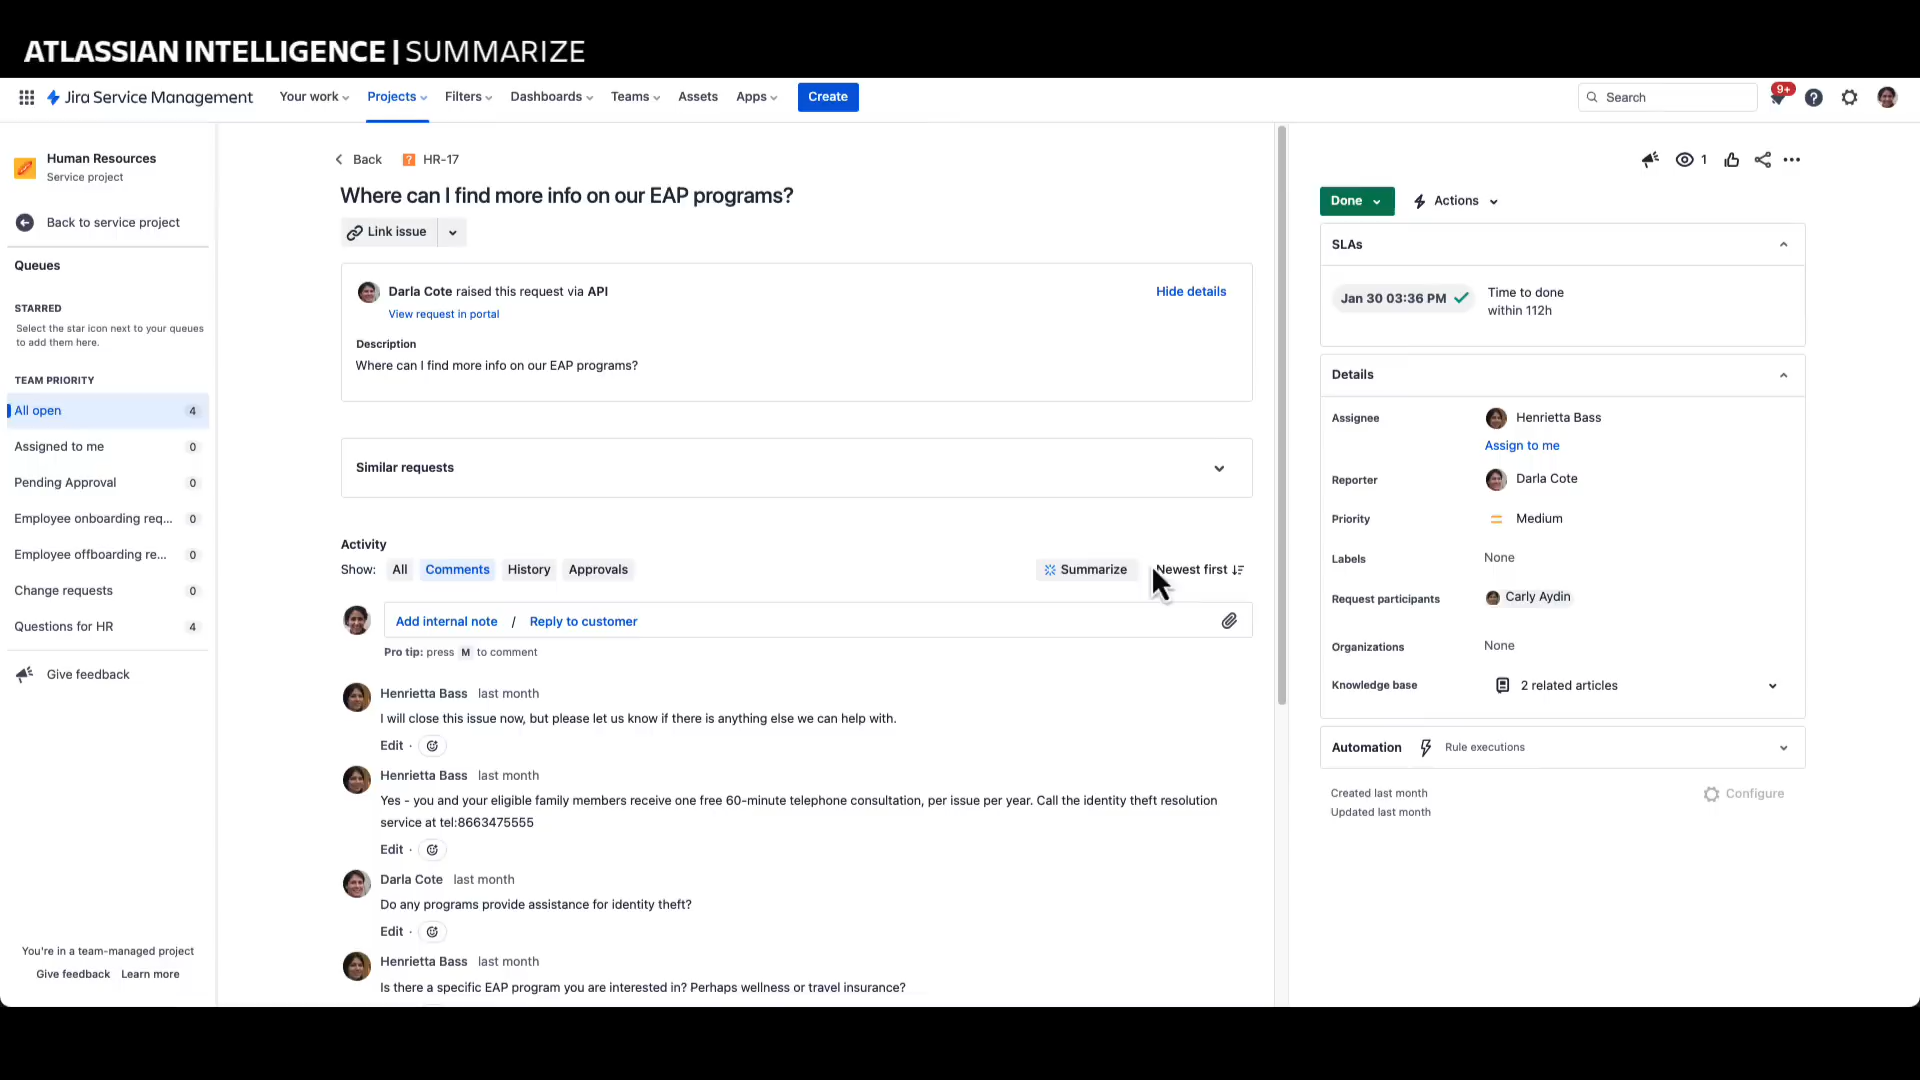 ATLASSIAN INTELLIGENCE | SUMMARIZE
Jira Service Management
Your work
Projects
Filters
Dashboards
Teams
Assets
Apps
Create
Search
9+
Human Resources
Service project
Back to service project
Queues
STARRED
Select the star icon next to your queues
to add them here.
TEAM PRIORITY
All open 4
Assigned to me 0
Pending Approval 0
Employee onboarding req... 0
Employee offboarding re... 0
Change requests 0
Questions for HR 4
Give feedback
You're in a team-managed project
Give feedback Learn more
Back
HR-17
Where can I find more info on our EAP programs?
Link issue
Darla Cote raised this request via API
Hide details
View request in portal
Description
Where can I find more info on our EAP programs?
Similar requests
Activity
Show: All Comments History Approvals
Summarize
ewest first
Add internal note / Reply to customer
Pro tip: press M to comment
Henrietta Bass last month
I will close this issue now, but please let us know if there is anything else we can help with.
Edit ·
Henrietta Bass last month
Yes - you and your eligible family members receive one free 60-minute telephone consultation, per issue per year. Call the identity theft resolution
service at tel:8663475555
Edit ·
Darla Cote last month
Do any programs provide assistance for identity theft?
Edit ·
Henrietta Bass last month
Is there a specific EAP program you are interested in? Perhaps wellness or travel insurance?
1
Done
Actions
SLAs
Jan 30 03:36 PM
Time to done
within 112h
Details
Assignee
Henrietta Bass
Assign to me
Reporter
Darla Cote
Priority
Medium
Labels
None
Request participants
Carly Aydin
Organizations
None
Knowledge base
2 related articles
Automation
Rule executions
Created last month
Updated last month
Configure